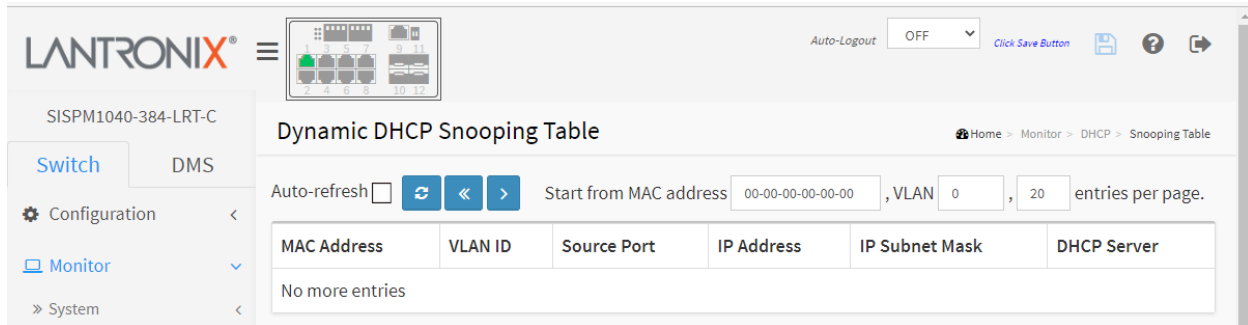 LANTRONIX®
1 3 5 7 9 11
2 4 6 8 10 12
Auto-Logout OFF Click Save Button
SISPM1040-384-LRT-C
Switch DMS
Configuration
Monitor
» System
Dynamic DHCP Snooping Table
Home > Monitor > DHCP > Snooping Table
Auto-refresh Start from MAC address 00-00-00-00-00-00 , VLAN 0 , 20 entries per page.
MAC Address VLAN ID Source Port IP Address IP Subnet Mask DHCP Server
No more entries